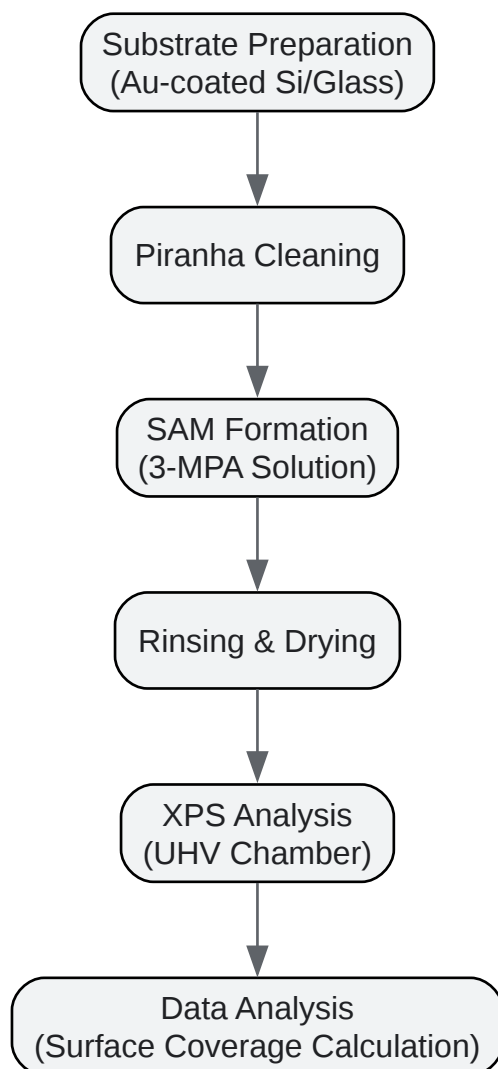 Substrate Preparation
(Au-coated Si/Glass)
Piranha Cleaning
SAM Formation
(3-MPA Solution)
Rinsing & Drying
XPS Analysis
(UHV Chamber)
Data Analysis
(Surface Coverage Calculation)